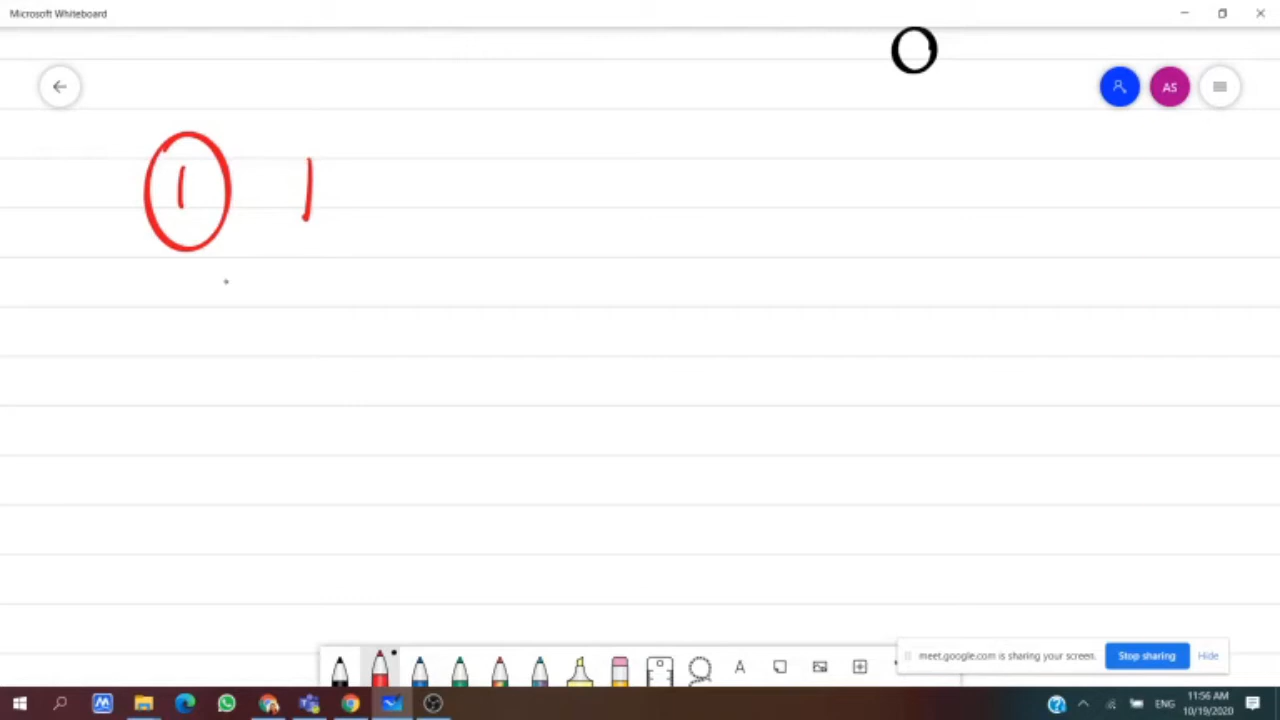 Microsoft Whiteboard
O
AS
1 1
A
meet.google.com is sharing your screen. Stop sharing Hide
ENG 11:56 AM
10/19/2020